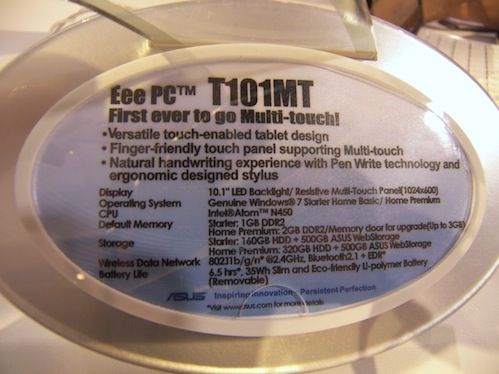 Eee PC™ T101MT
First ever to go Multi-touch!
• Versatile touch-enabled tablet design
• Finger-friendly touch panel supporting Multi-touch
• Natural handwriting experience with Pen Write technology and
ergonomic designed stylus
Display 10.1" LED Backlight/ Resistive Multi-Touch Panel(1024x600)
Operating System Genuine Windows® 7 Starter Home Basic/ Home Premium
CPU Intel®Atom™ N450
Default Memory Starter: 1GB DDR2
Home Premium: 2GB DDR2/Memory door for upgrade(Up to 3GB)
Storage Starter: 160GB HDD + 500GB ASUS WebStorage
Home Premium: 320GB HDD + 500GB ASUS WebStorage
Wireless Data Network 802.11b/g/n* @2.4GHz, Bluetooth2.1 + EDR*
Battery Life 6.5 hrs*, 35Wh Slim and Eco-friendly Li-polymer Battery
(Removable)
ASUS Inspiring Innovation · Persistent Perfection
*Visit www.asus.com for more details